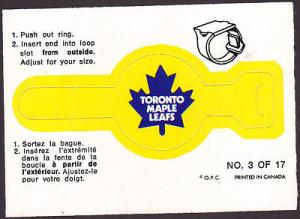 1. Push out ring.
2. Insert end into loop
slot from outside.
Adjust for your size.
TORONTO
MAPLE
LEAFS
1. Sortez la bague.
2. Insérez l'extrémité
dans la fente de la
boucle à partir de
l'extérieur. Ajustez-le
pour votre doigt.
NO. 3 OF 17
© O.P.C. PRINTED IN CANADA